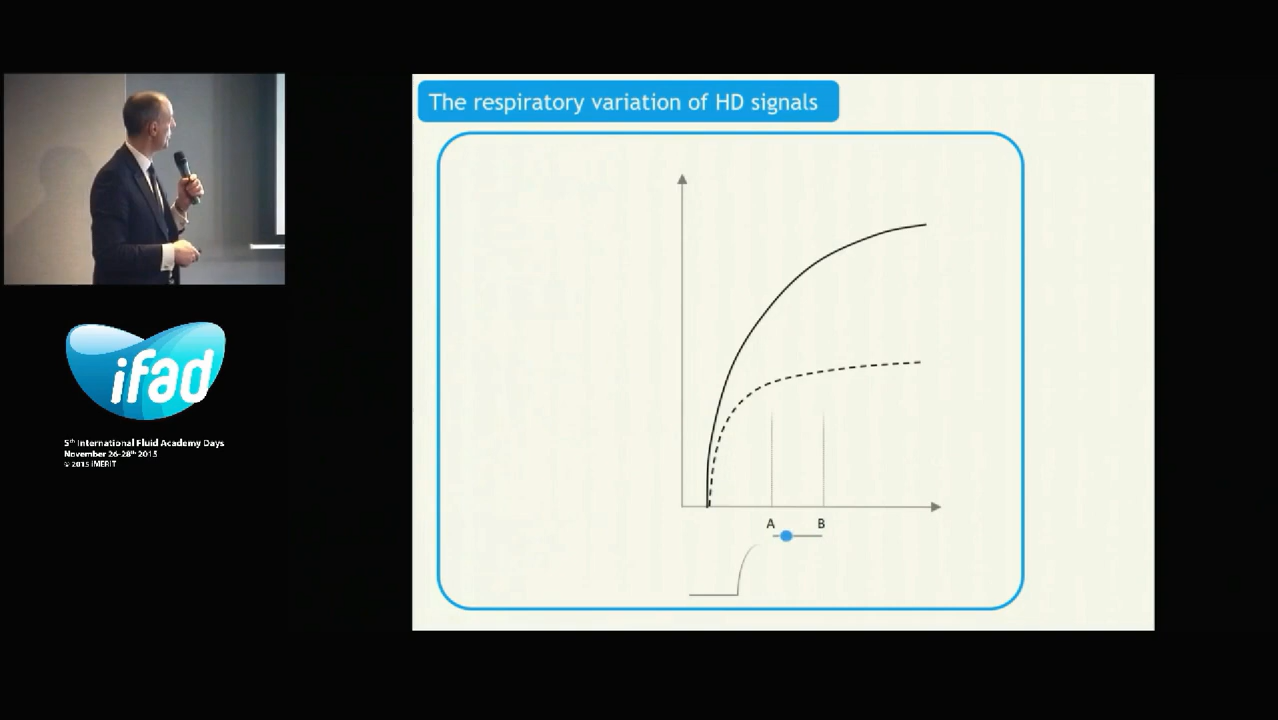 The respiratory variation of HD signals
A B
ifad
5th International Fluid Academy Days
November 26-28th 2015
© 2015 iMERiT